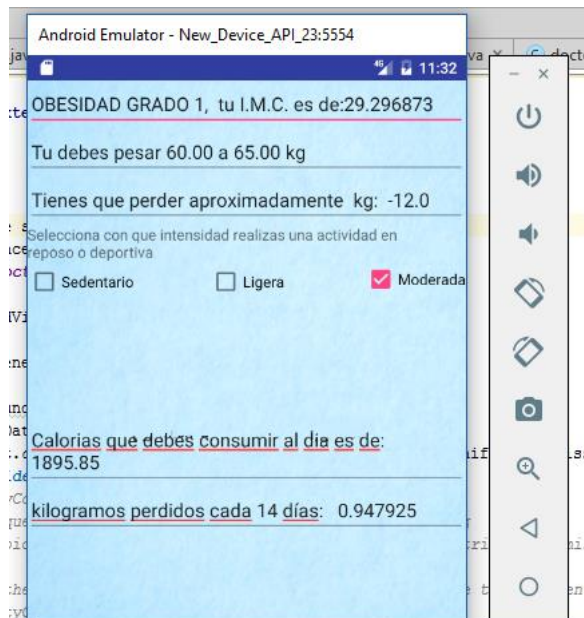 Android Emulator - New_Device_API_23:5554
4G 11:32
OBESIDAD GRADO 1, tu I.M.C. es de:29.296873
Tu debes pesar 60.00 a 65.00 kg
Tienes que perder aproximadamente kg: -12.0
Selecciona con que intensidad realizas una actividad en
reposo o deportiva
Sedentario Ligera Moderada
Calorias que debes consumir al dia es de:
1895.85
kilogramos perdidos cada 14 días: 0.947925